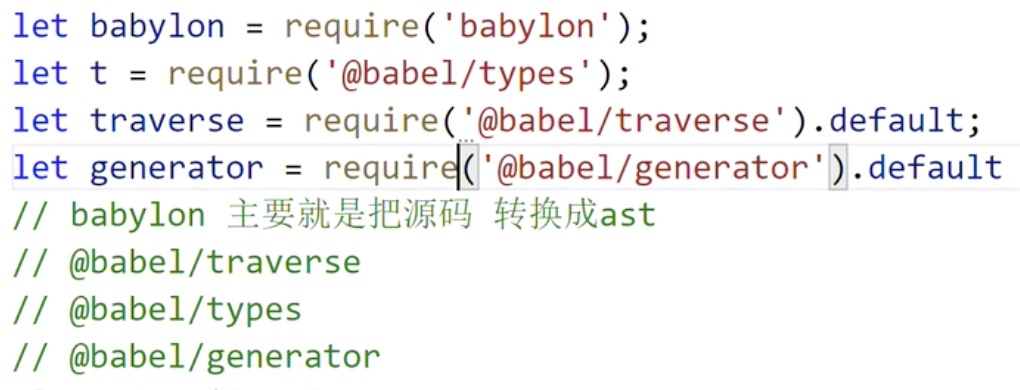 let babylon = require('babylon');
let t = require('@babel/types');
let traverse = require('@babel/traverse').default;
let generator = require('@babel/generator').default
// babylon 主要就是把源码 转换成ast
// @babel/traverse
// @babel/types
// @babel/generator